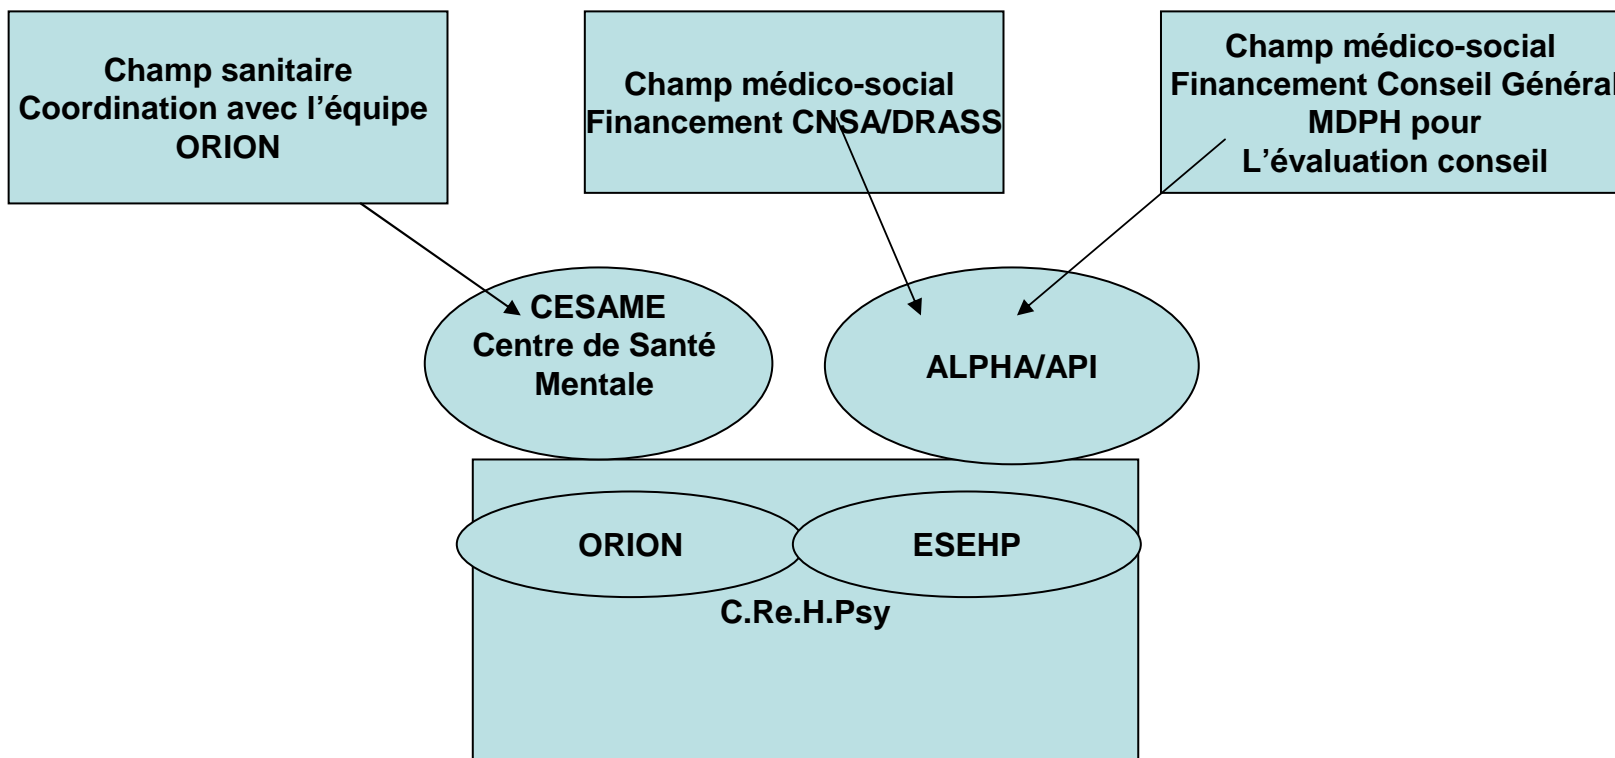 Champ sanitaire
Coordination avec l'équipe
ORION
Champ médico-social
Financement CNSA/DRASS
Champ médico-social
Financement Conseil Général
MDPH pour
L'évaluation conseil
CESAME
Centre de Santé
Mentale
ALPHA/API
ORION
ESEHP
C.Re.H.Psy